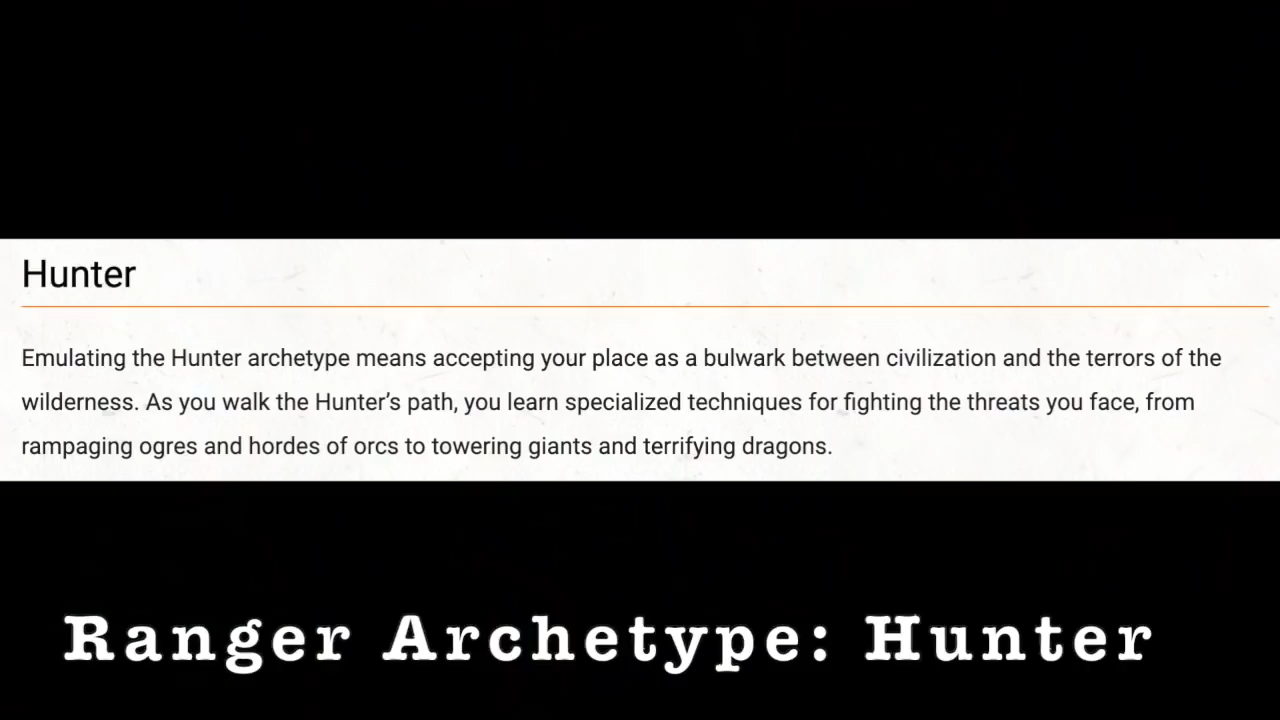 Hunter
Emulating the Hunter archetype means accepting your place as a bulwark between civilization and the terrors of the
wilderness. As you walk the Hunter’s path, you learn specialized techniques for fighting the threats you face, from
rampaging ogres and hordes of orcs to towering giants and terrifying dragons.
Ranger Archetype: Hunter